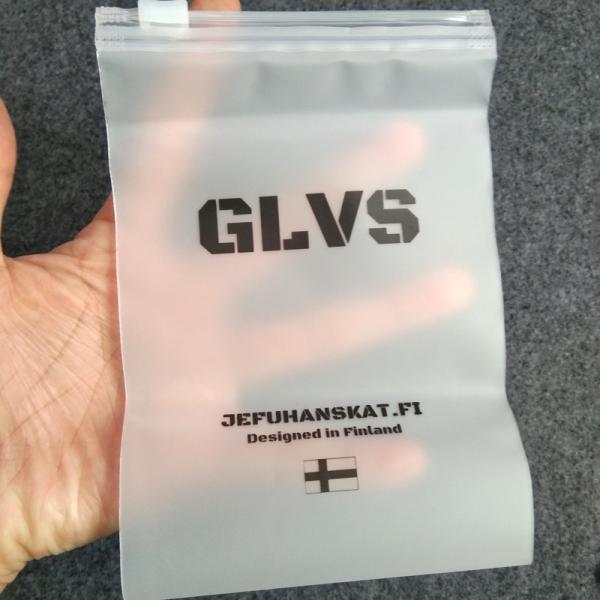 GLVS
JEFUHANSKAT.FI
Designed in Finland